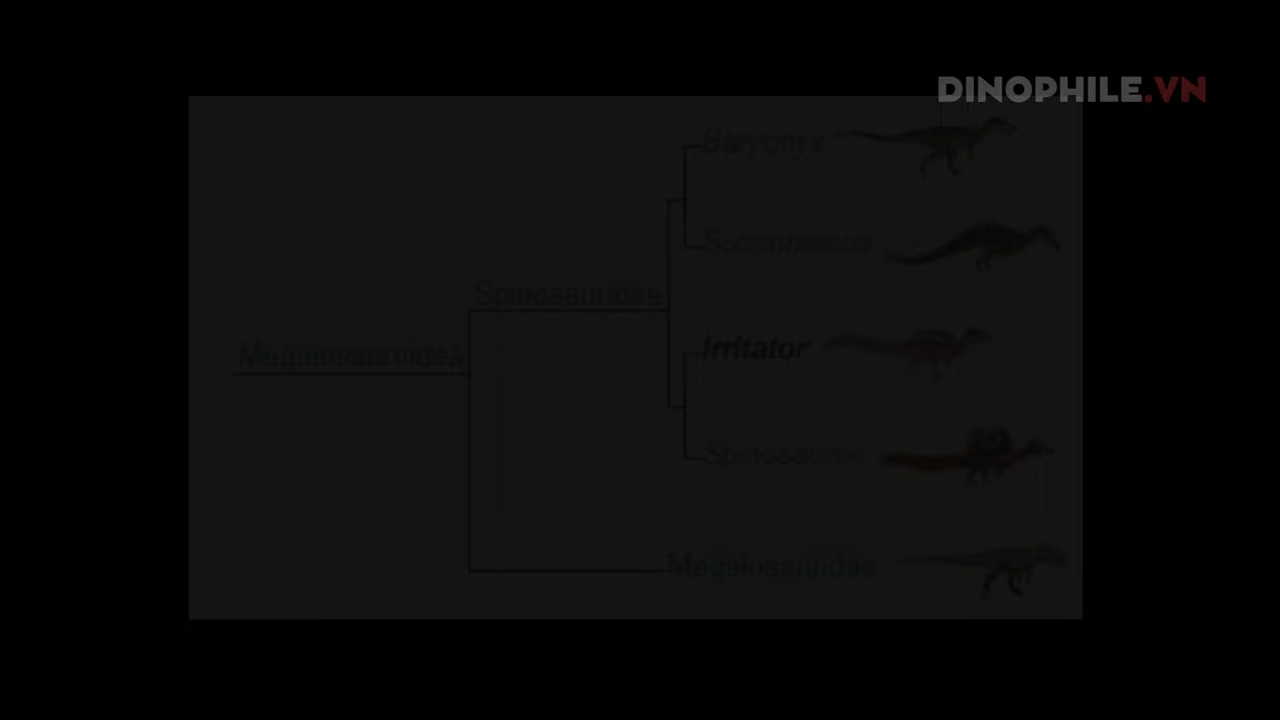 DINOPHILE.VN
Baryonyx
Suchomimus
Spinosauridae
Megalosauroidea
Irritator
Spinosaurus
Megalosauridae